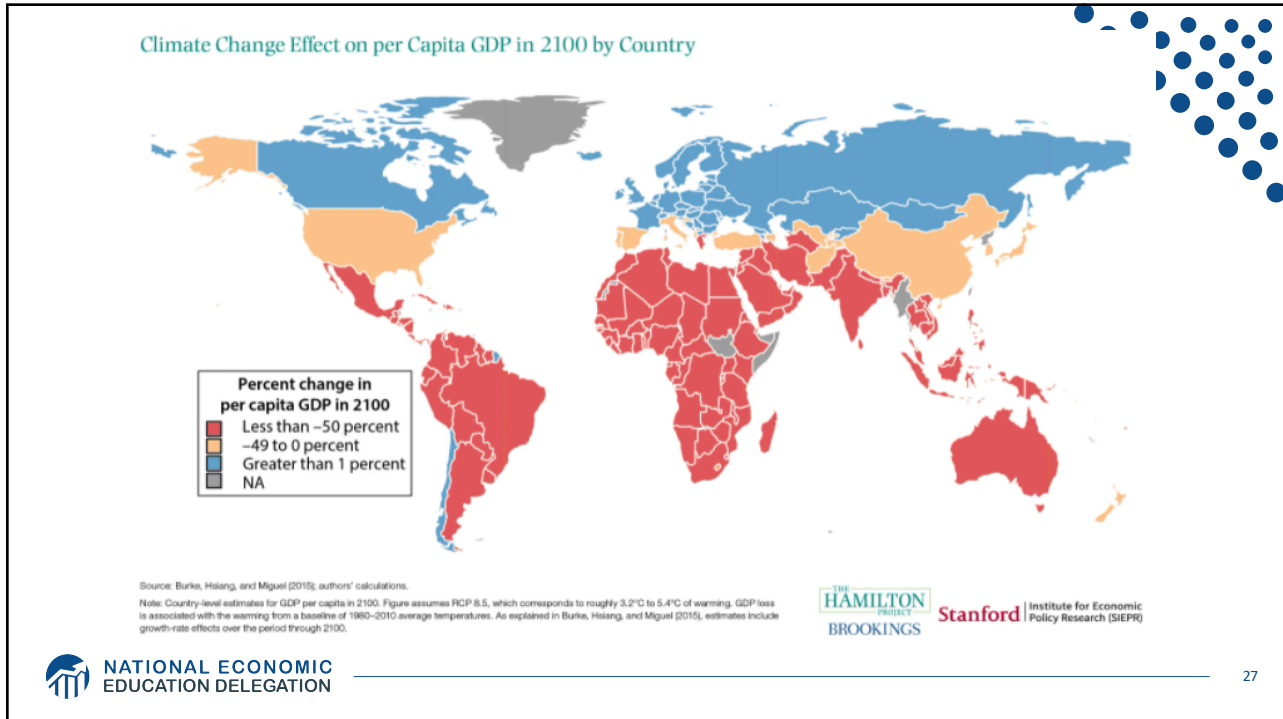 Climate Change Effect on per Capita GDP in 2100 by Country
Percent change in
per capita GDP in 2100
Less than –50 percent
–49 to 0 percent
Greater than 1 percent
NA
Source: Burke, Hsiang, and Miguel (2015); authors' calculations.
Note: Country-level estimates for GDP per capita in 2100. Figure assumes RCP 8.5, which corresponds to roughly 3.2°C to 5.4°C of warming. GDP loss
is associated with the warming from a baseline of 1980–2010 average temperatures. As explained in Burke, Hsiang, and Miguel (2015), estimates include
growth-rate effects over the period through 2100.
THE
HAMILTON
PROJECT
BROOKINGS
Stanford
Institute for Economic
Policy Research (SIEPR)
NATIONAL ECONOMIC
EDUCATION DELEGATION
27